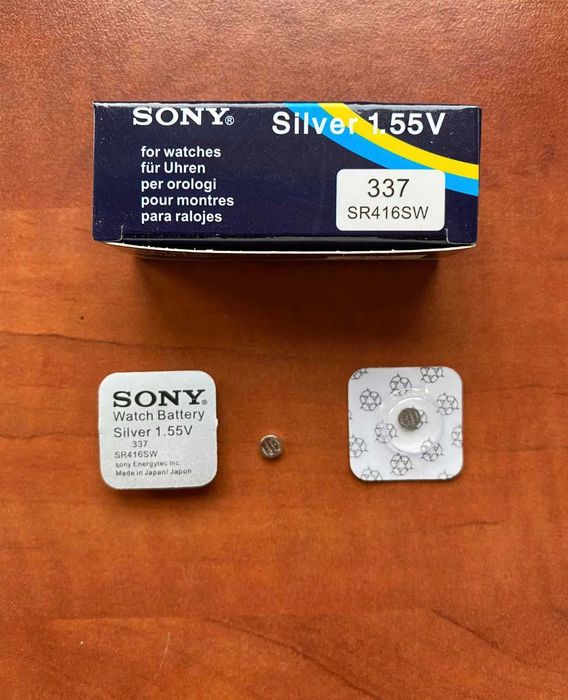 SONY® Silver 1.55V
for watches
für Uhren
per orologi
pour montres
para ralojes
337
SR416SW
SONY®
Watch Battery
Silver 1.55V
337
SR416SW
sony Energytec Inc.
Made in Japan/ Japon